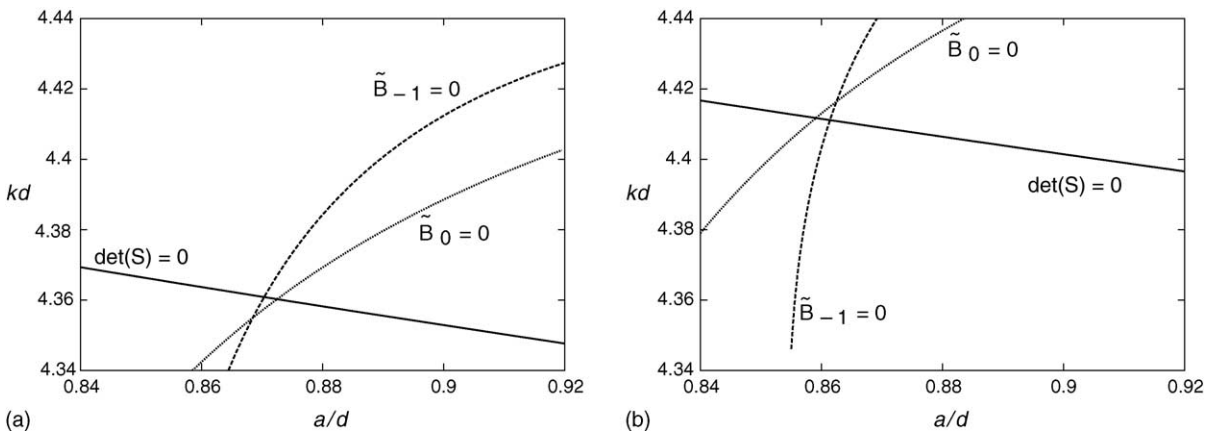 4.44
4.42
4.4
kd
4.38
4.36
4.34
0.84 0.86 0.88 0.9 0.92
a/d
(a)
B̃₋₁ = 0
B̃₀ = 0
det(S) = 0
4.44
4.42
4.4
kd
4.38
4.36
4.34
0.84 0.86 0.88 0.9 0.92
a/d
(b)
B̃₀ = 0
det(S) = 0
B̃₋₁ = 0